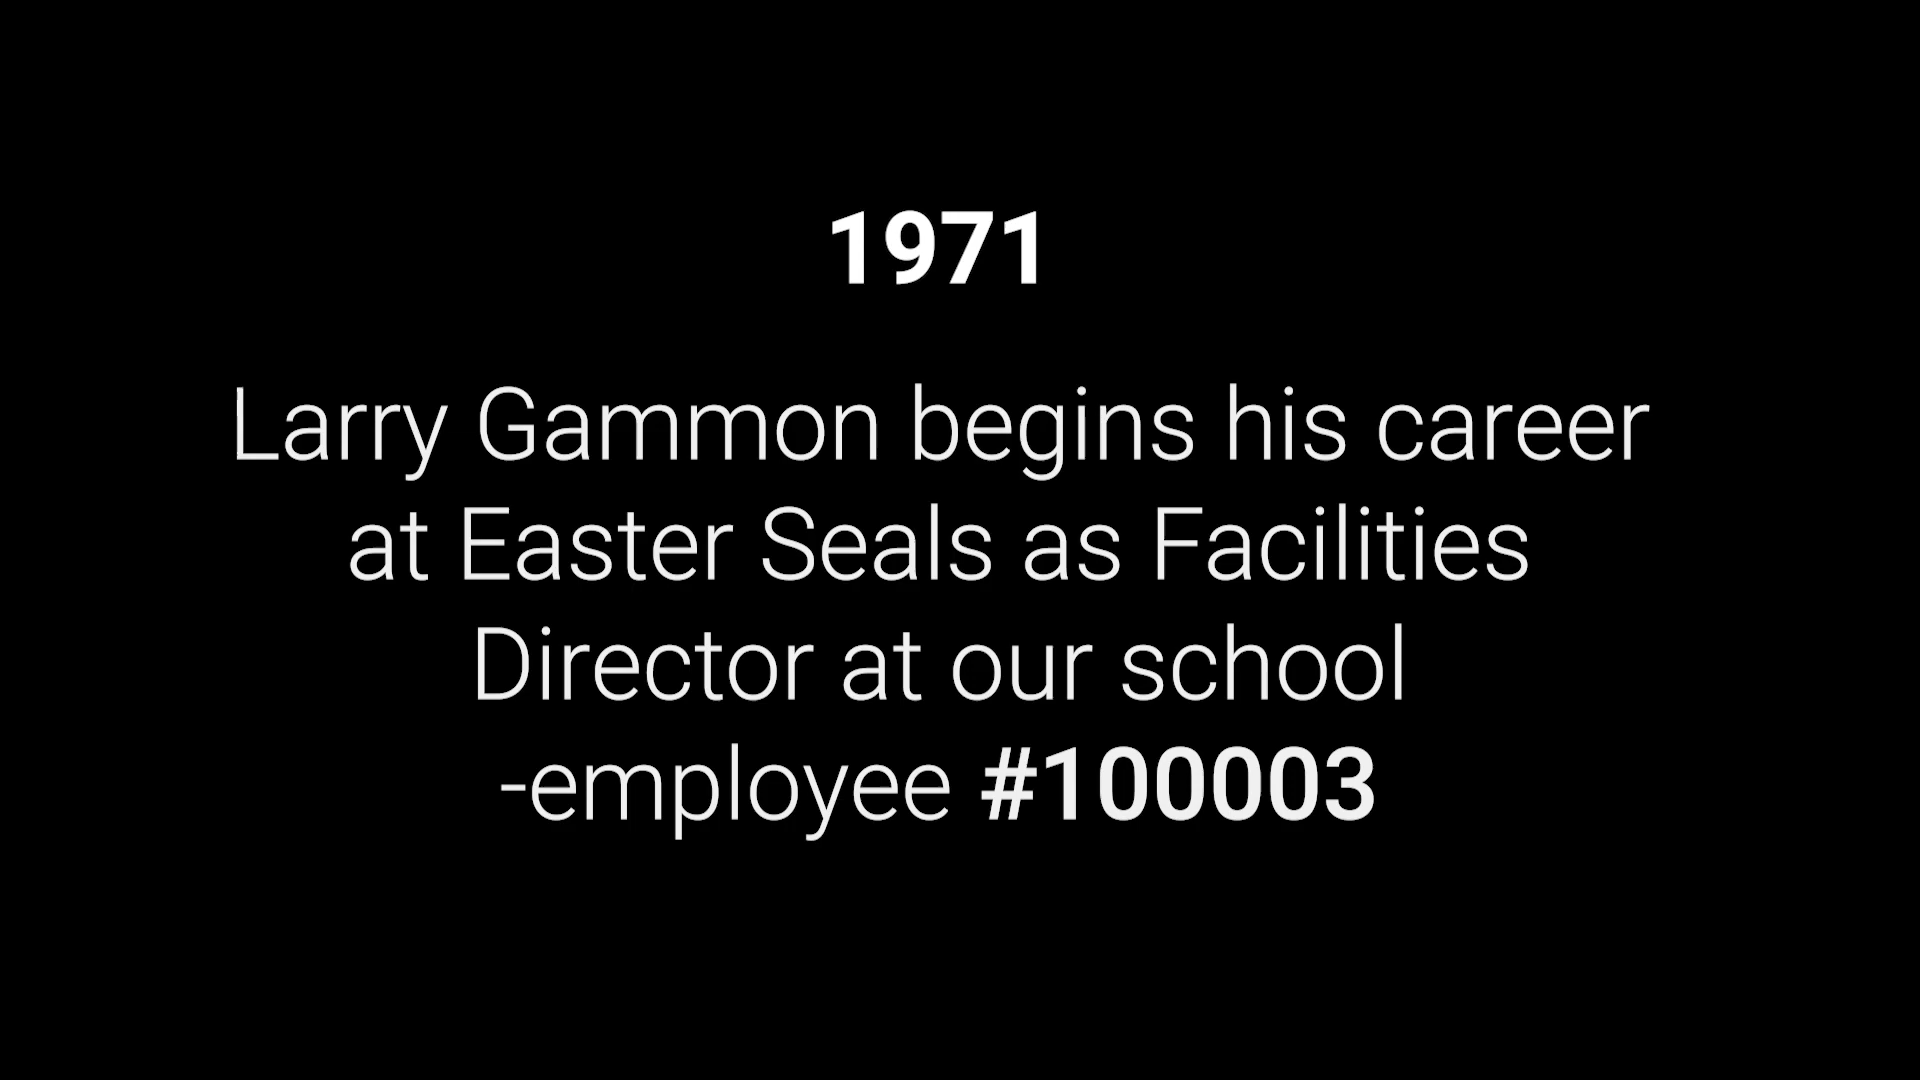 1971
Larry Gammon begins his career
at Easter Seals as Facilities
Director at our school
-employee #100003